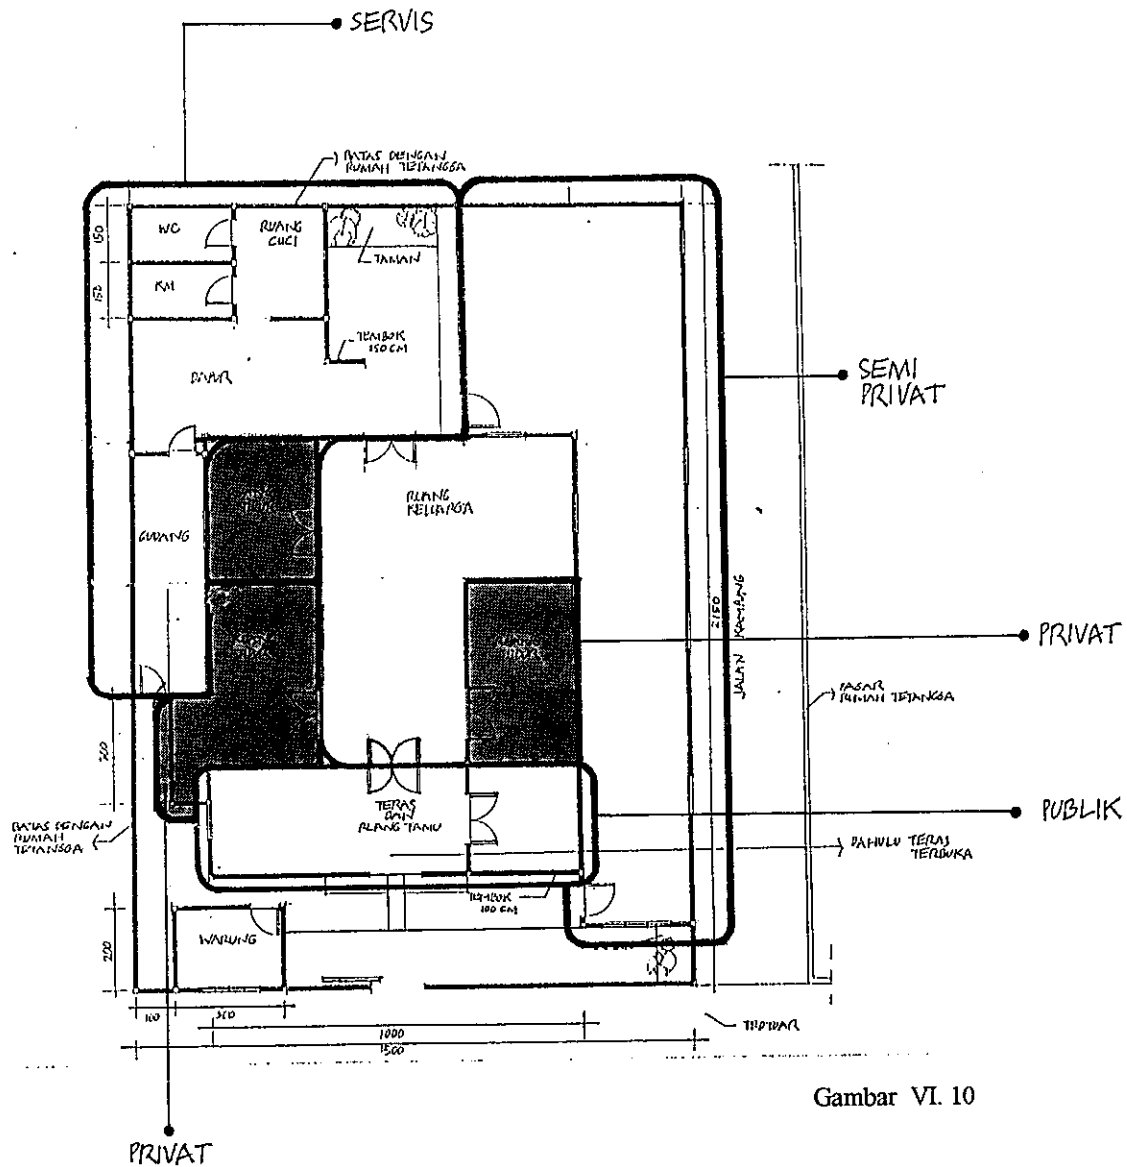 SERVIS
BATAS DENGAN
RUMAH TETANGGA
WC
RUANG
CUCI
TAMAN
150
KM
150
TEMBOK
150 CM
DAPUR
SEMI
PRIVAT
RUANG
KELUARGA
GUDANG
2150
JALAN KAMPUNG
PRIVAT
PAGAR
RUMAH TETANGGA
TERAS
DAN
RUANG TAMU
PUBLIK
BATAS DENGAN
RUMAH
TETANGGA
DAHULU TERAS
TERBUKA
TEMBOK
100 CM
WARUNG
200
100
1000
1500
TROTOAR
Gambar VI. 10
PRIVAT